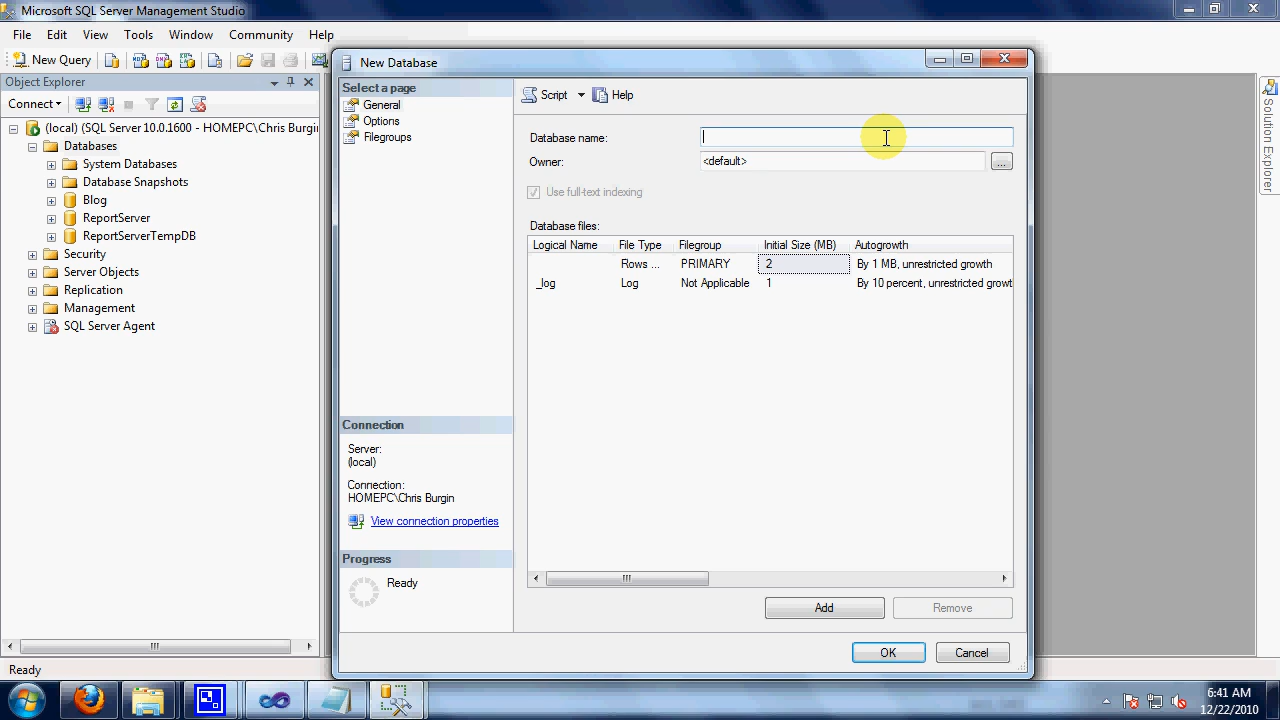 Microsoft SQL Server Management Studio
File Edit View Tools Window Community Help
New Query
Object Explorer
Connect
(local) (SQL Server 10.0.1600 - HOMEPC\Chris Burgin
Databases
System Databases
Database Snapshots
Blog
ReportServer
ReportServerTempDB
Security
Server Objects
Replication
Management
SQL Server Agent
Ready
New Database
Select a page
General
Options
Filegroups
Connection
Server:
(local)
Connection:
HOMEPC\Chris Burgin
View connection properties
Progress
Ready
Script Help
Database name:
Owner: <default> ...
Use full-text indexing
Database files:
Logical Name File Type Filegroup Initial Size (MB) Autogrowth
Rows ... PRIMARY 2 By 1 MB, unrestricted growth
_log Log Not Applicable 1 By 10 percent, unrestricted growt
Add Remove
OK Cancel
Solution Explorer
6:41 AM
12/22/2010